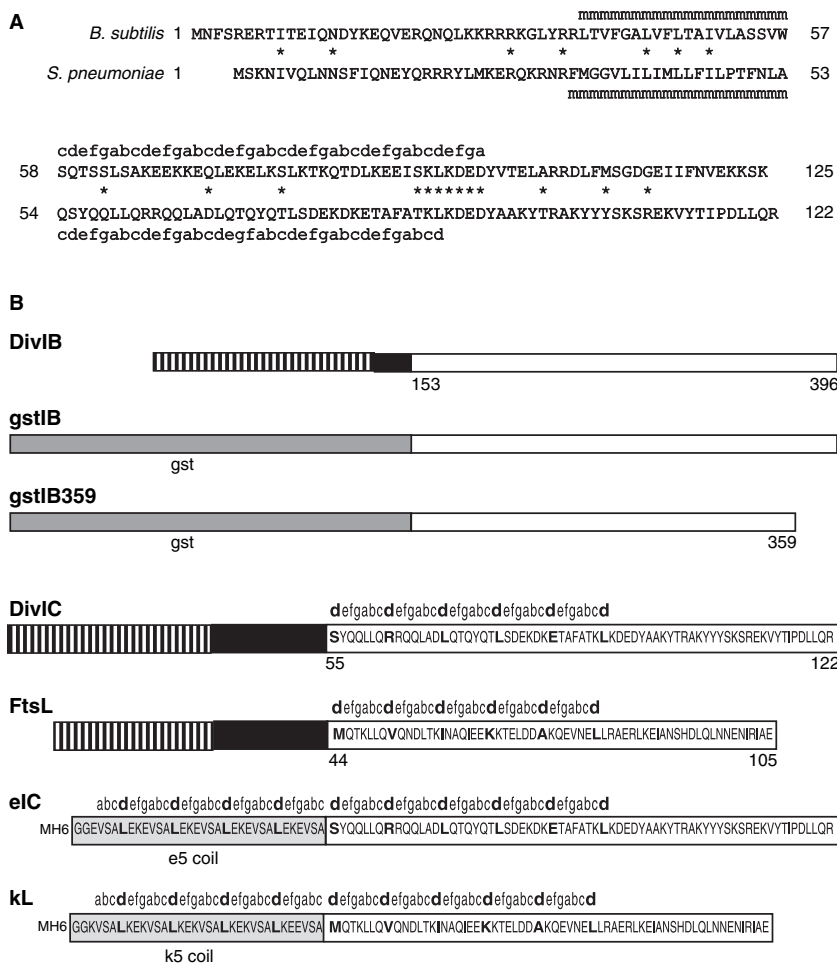 A
mmmmmmmmmmmmmmmmmmmmm
B. subtilis 1 MNFSRERTITEIQNDYKEQVERQNQLKKRRRKGLYRRLTVFGALVFLTAIVLASSVW 57
* * * * * * *
S. pneumoniae 1 MSKNIVQLNNSFIQNEYQRRRYLMKERQKRNRFMGGVLILIMLLFILPTFNLA 53
mmmmmmmmmmmmmmmmmmmmm
cdefgabcdefgabcdefgabcdefgabcdefgabcdefga
58 SQTSSLSAKEEKKEQLEKELKSLKTKQTDLKEEISKLKDEDYVTELARRDLFMSGDGEIIFNVEKKSK 125
* * * ******* * * *
54 QSYQQLLQRRQQLADLQTQYQTLSDEKDKETAFATKLKDEDYAAKYTRAKYYYSKSREKVYTIPDLLQR 122
cdefgabcdefgabcdegfabcdefgabcdefgabcd
B
DivIB
153 396
gstIB
gst
gstIB359
gst 359
DivIC
defgabcdefgabcdefgabcdefgabcdefgabcd
SYQQLLQRRQQLADLQTQYQTLSDEKDKETAFATKLKDEDYAAKYTRAKYYYSKSREKVYTIPDLLQR
55 122
FtsL
defgabcdefgabcdefgabcdefgabcdefgabcd
MQTKLLQVQNDLTKINAQIEEKKTELDDAKQEVNELLRAERLKEIANSHDLQLNNENIRIAE
44 105
eIC
abcdefgabcdefgabcdefgabcdefgabc defgabcdefgabcdefgabcdefgabcdefgabcd
MH6 GGEVSALEKEVSALEKEVSALEKEVSALEKEVSA SYQQLLQRRQQLADLQTQYQTLSDEKDKETAFATKLKDEDYAAKYTRAKYYYSKSREKVYTIPDLLQR
e5 coil
kL
abcdefgabcdefgabcdefgabcdefgabc defgabcdefgabcdefgabcdefgabcdefgabcd
MH6 GGKVSALKEKVSALKEKVSALKEKVSALKEEVSA MQTKLLQVQNDLTKINAQIEEKKTELDDAKQEVNELLRAERLKEIANSHDLQLNNENIRIAE
k5 coil